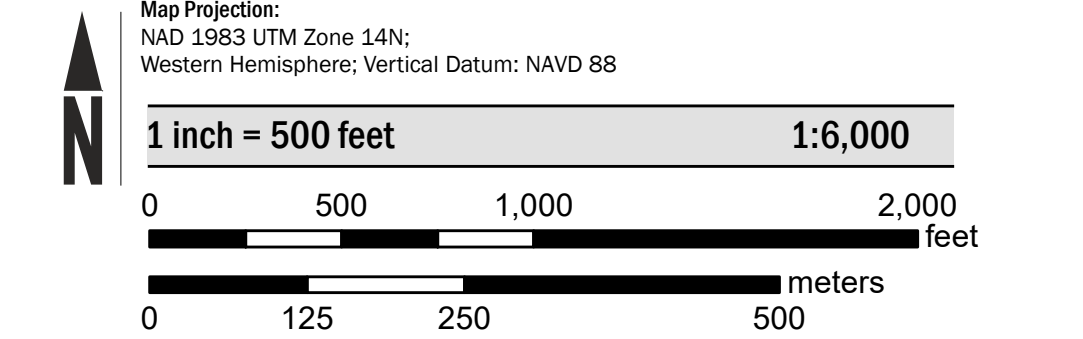 Map Projection:
NAD 1983 UTM Zone 14N;
Western Hemisphere; Vertical Datum: NAVD 88
N
1 inch = 500 feet 1:6,000
0 500 1,000 2,000
feet
meters
0 125 250 500